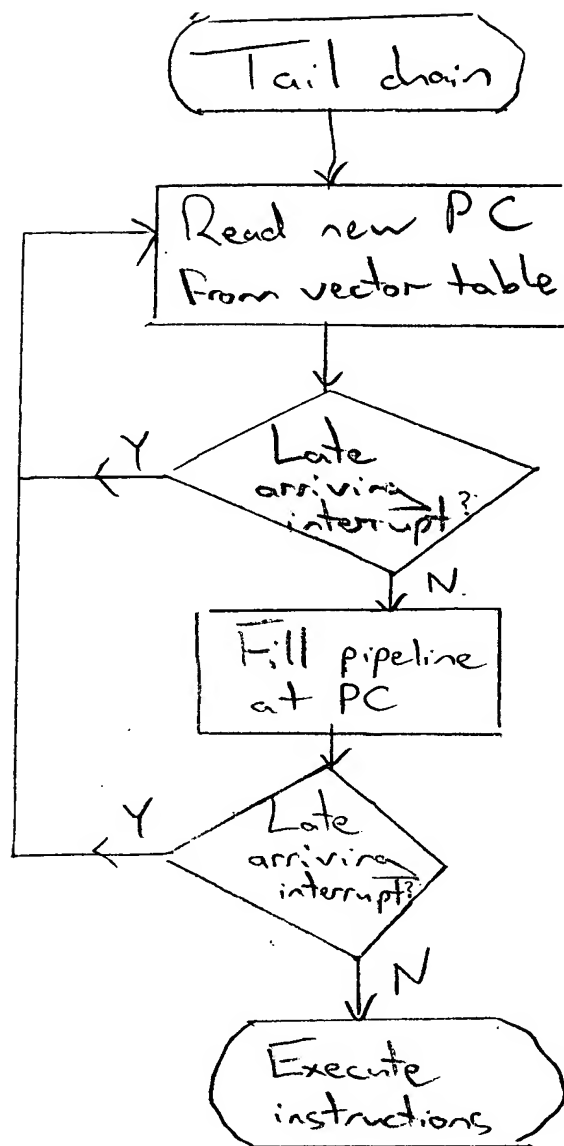 Tail chain
Read new PC
From vector table
Y
Late
arriving
interrupt?
N.
Fill pipeline
at PC
Y
Late
arriving
interrupt?
N
Execute
instructions